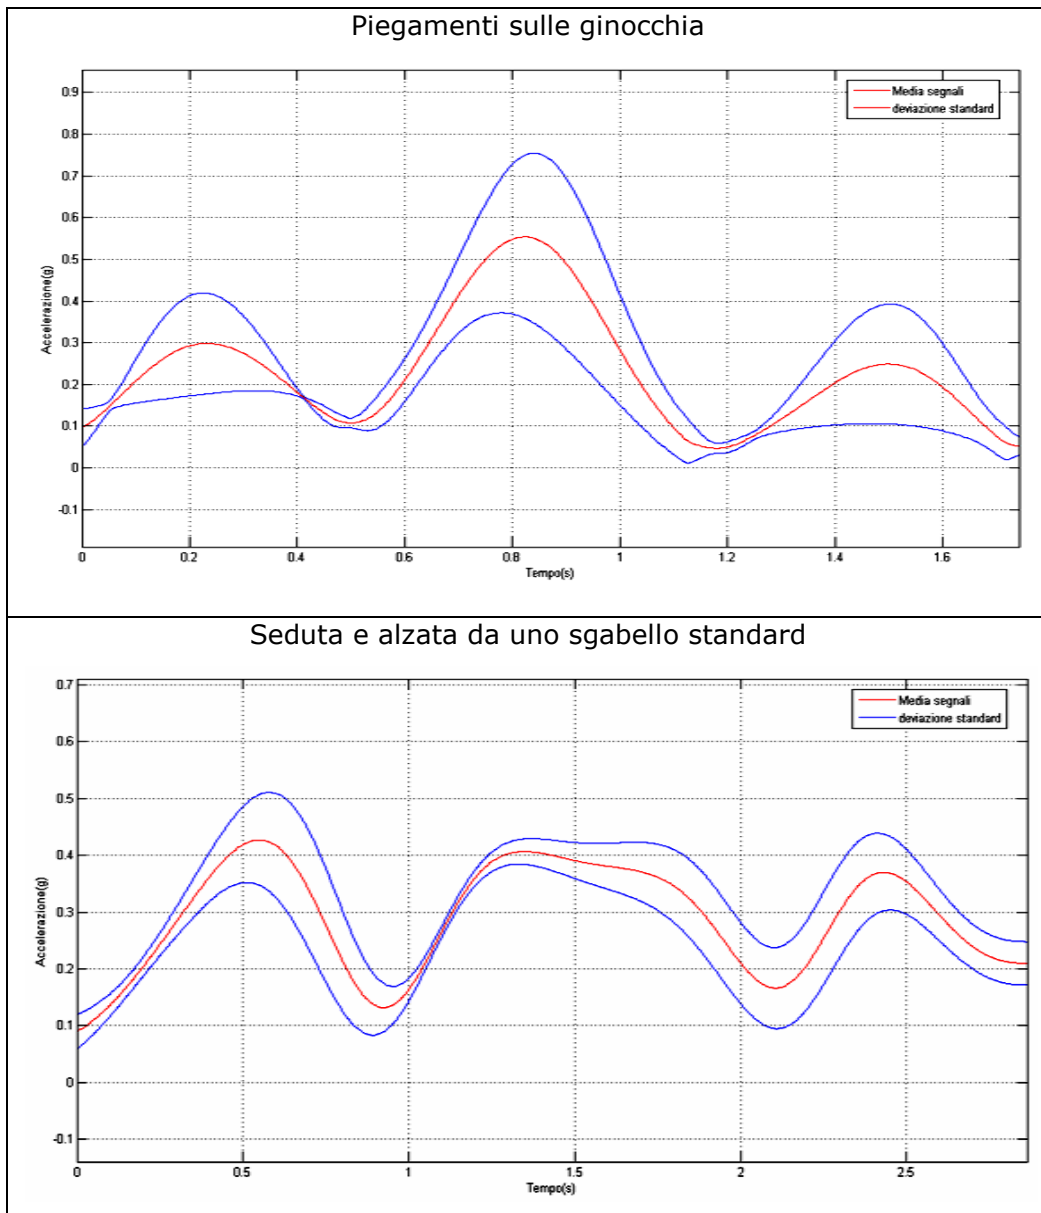 Piegamenti sulle ginocchia
Media segnali
deviazione standard
0.9
0.8
0.7
0.6
0.5
0.4
0.3
0.2
0.1
0
-0.1
Accelerazione(g)
0 0.2 0.4 0.6 0.8 1 1.2 1.4 1.6
Tempo(s)
Seduta e alzata da uno sgabello standard
Media segnali
deviazione standard
0.7
0.6
0.5
0.4
0.3
0.2
0.1
0
-0.1
Accelerazione(g)
0 0.5 1 1.5 2 2.5
Tempo(s)